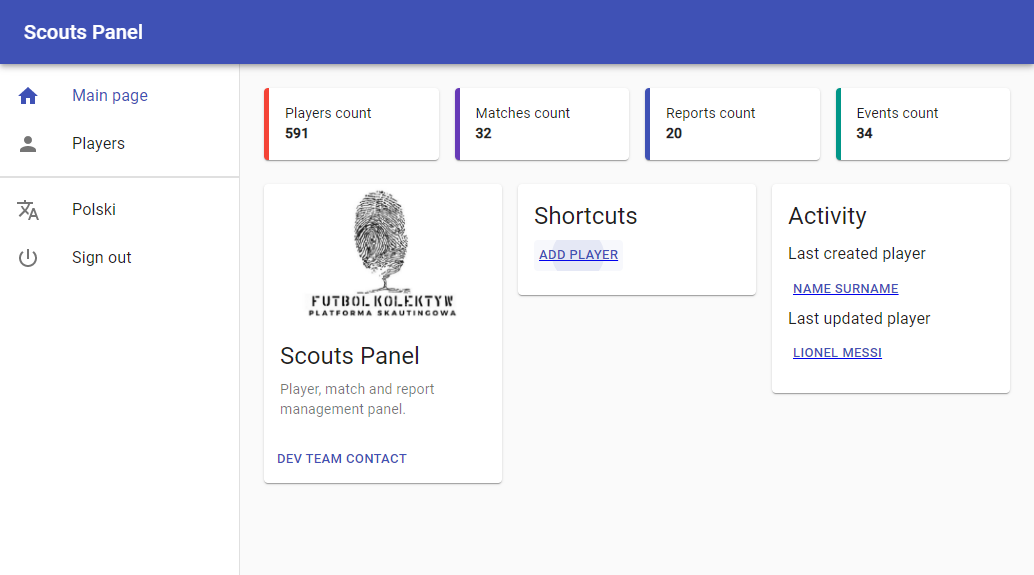 Scouts Panel
Main page
Players
Polski
Sign out
Players count
591
Matches count
32
Reports count
20
Events count
34
FUTBOL KOLEKTYW
PLATFORMA SKAUTINGOWA
Scouts Panel
Player, match and report
management panel.
DEV TEAM CONTACT
Shortcuts
ADD PLAYER
Activity
Last created player
NAME SURNAME
Last updated player
LIONEL MESSI